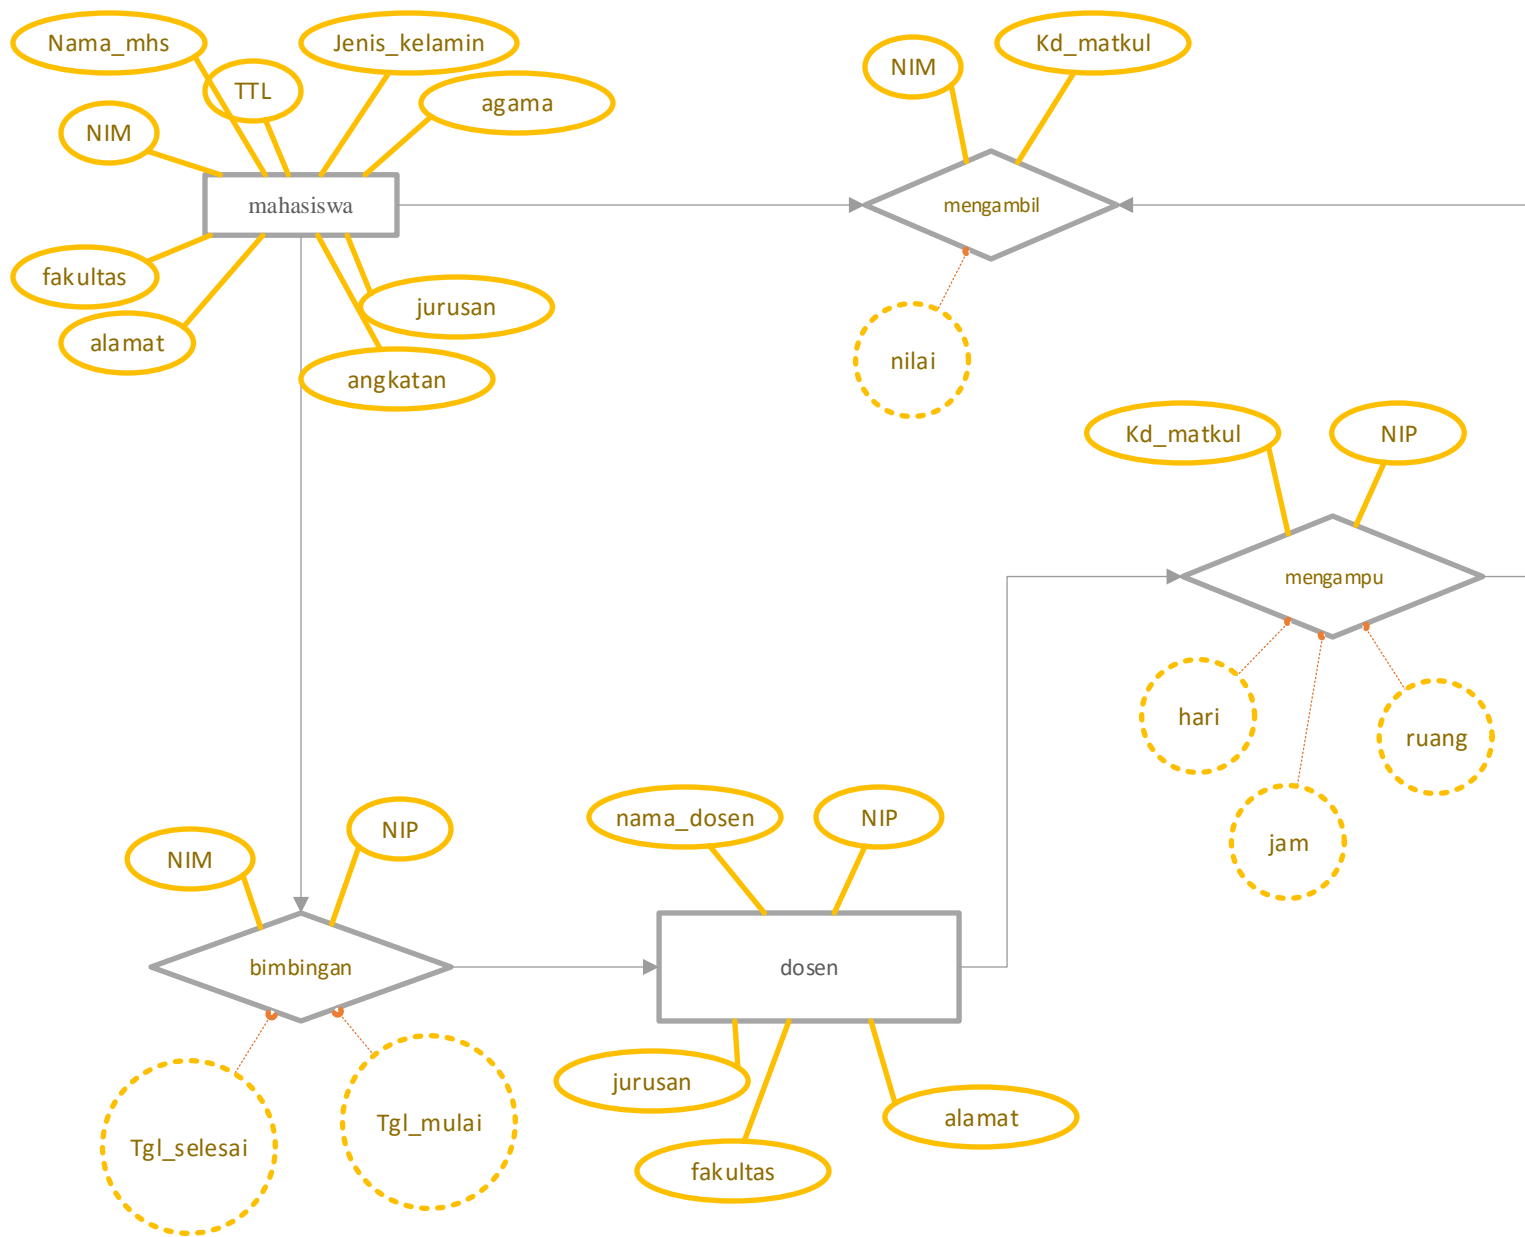 Nama_mhs
Jenis_kelamin
TTL
agama
NIM
mahasiswa
fakultas
alamat
jurusan
angkatan
NIM
Kd_matkul
mengambil
nilai
Kd_matkul
NIP
mengampu
hari
ruang
jam
NIM
NIP
bimbingan
Tgl_selesai
Tgl_mulai
nama_dosen
NIP
dosen
jurusan
fakultas
alamat